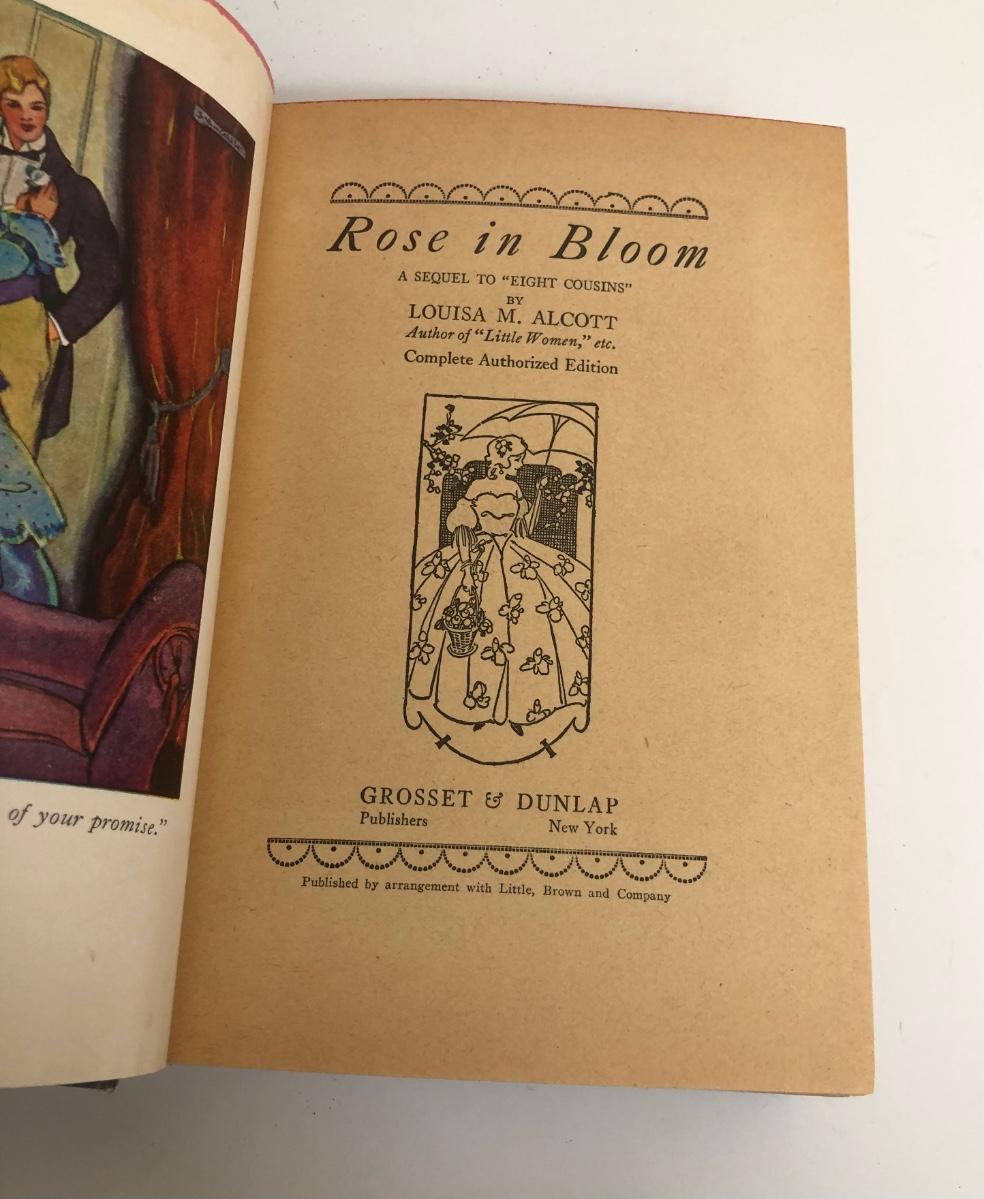 of your promise."
Rose in Bloom
A SEQUEL TO "EIGHT COUSINS"
BY
LOUISA M. ALCOTT
Author of "Little Women," etc.
Complete Authorized Edition
GROSSET & DUNLAP
Publishers New York
Published by arrangement with Little, Brown and Company